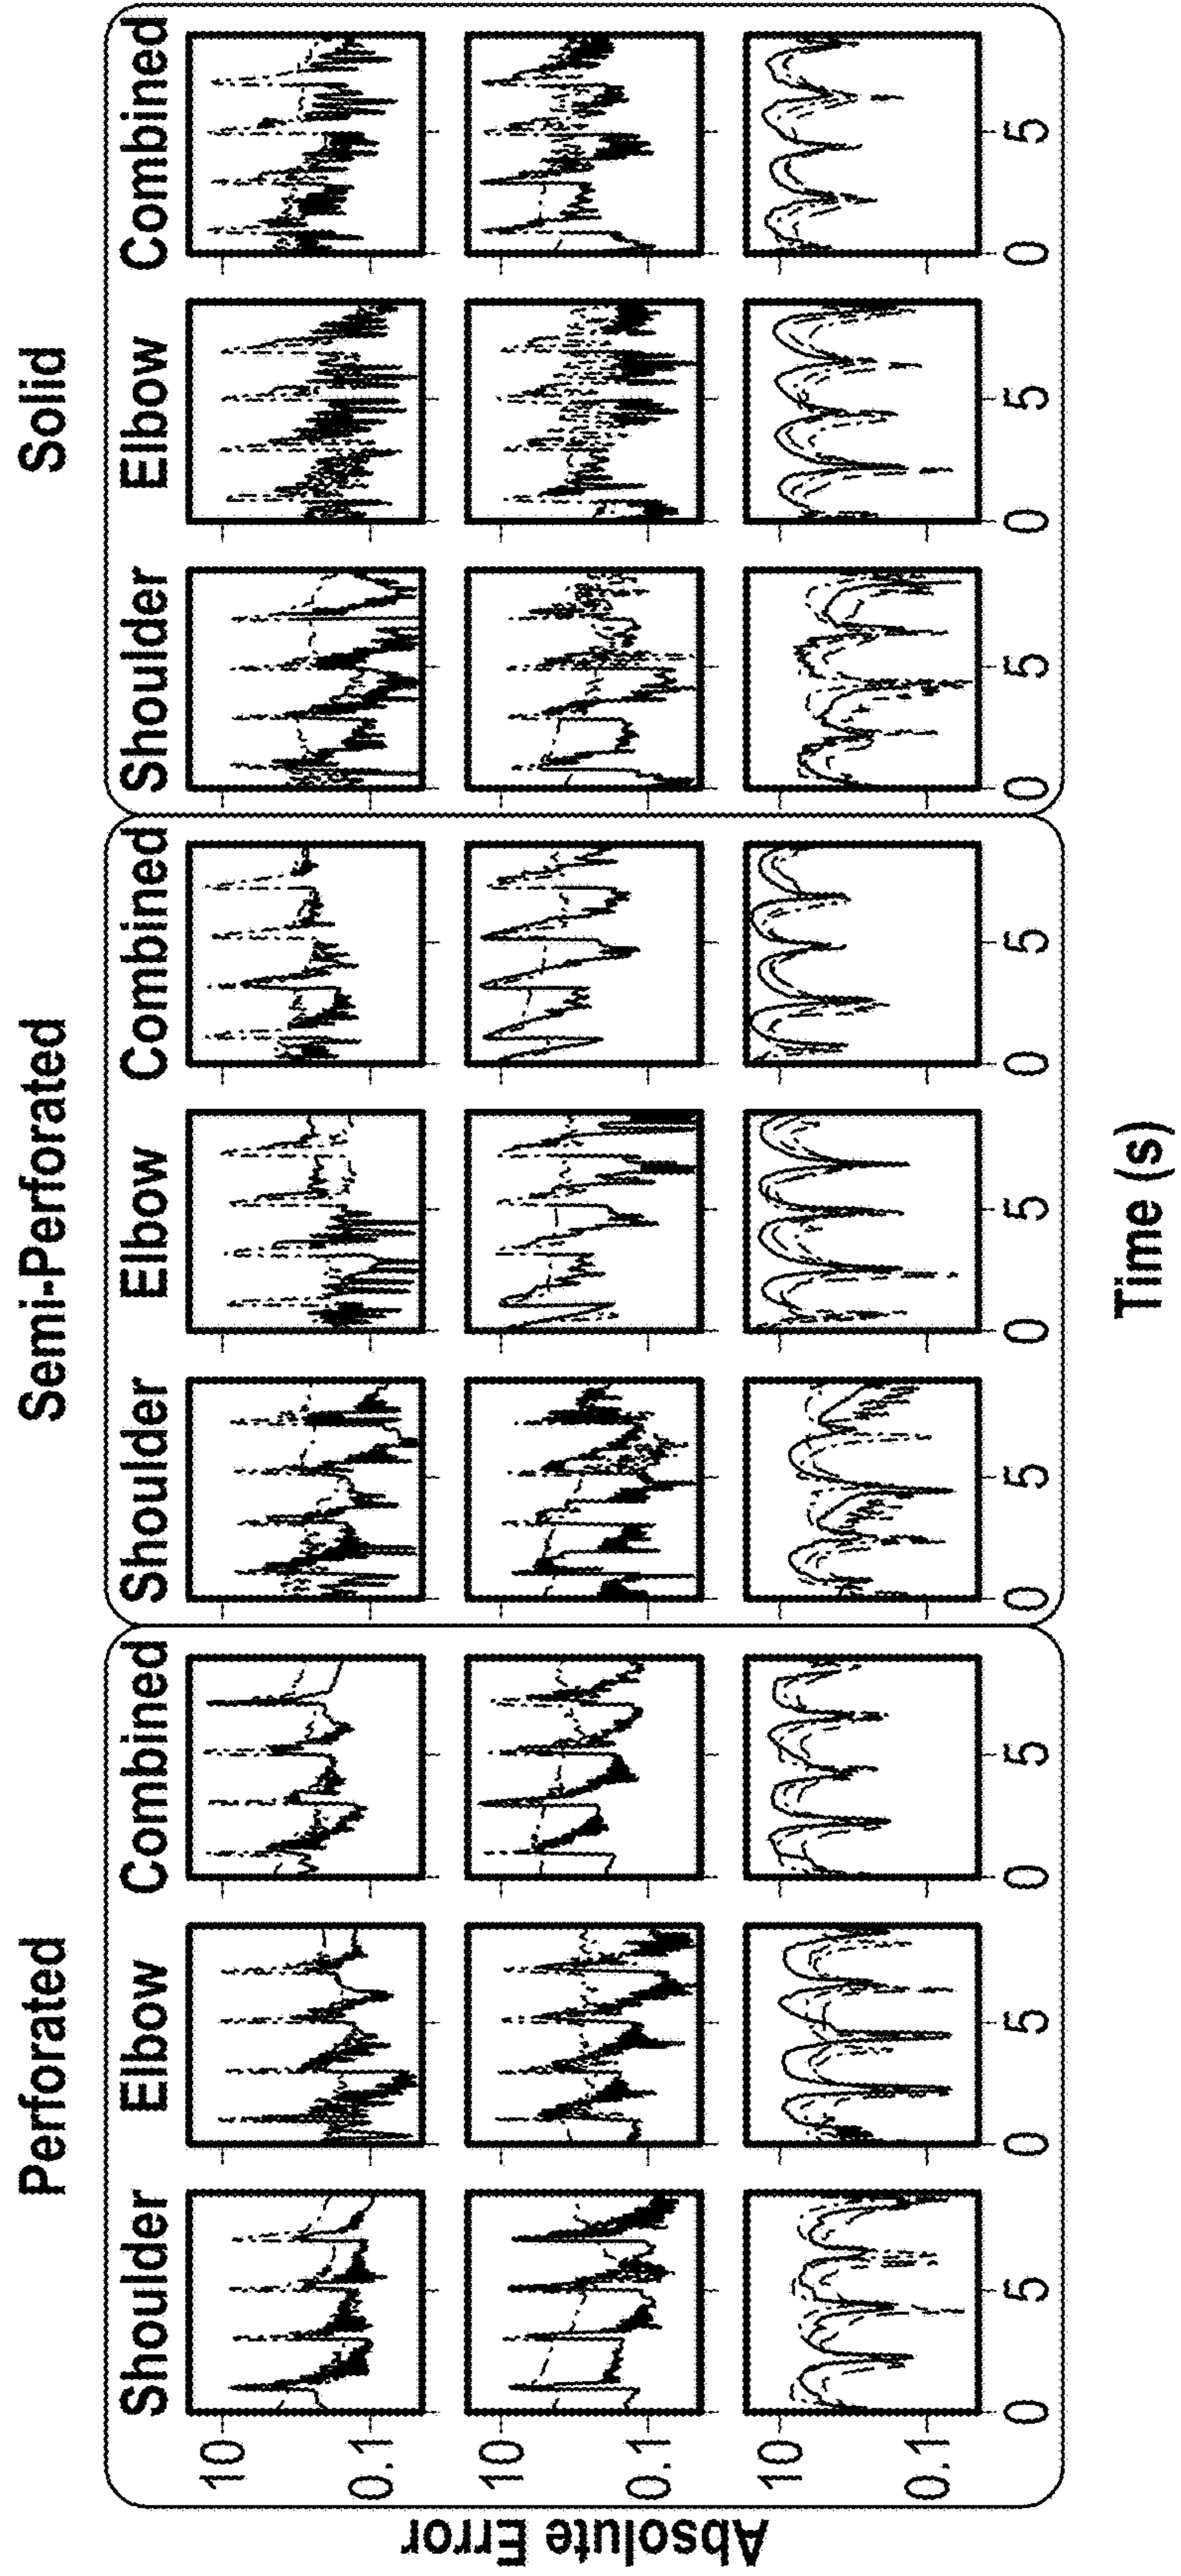 Perforated Semi-Perforated Solid
Shoulder Elbow Combined Shoulder Elbow Combined Shoulder Elbow Combined
10
0.1
10
0.1
10
0.1
0 5 0 5 0 5 0 5 0 5 0 5 0 5 0 5 0 5
Absolute Error
Time (s)